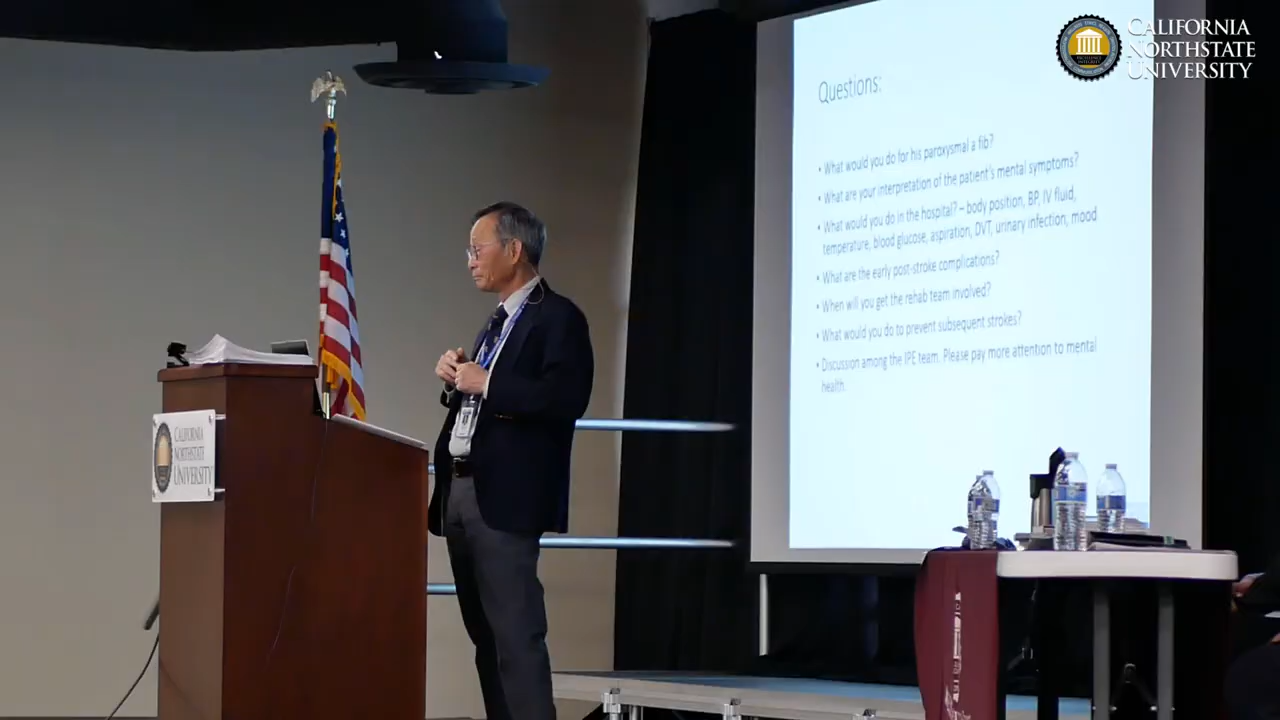 CALIFORNIA
NORTHSTATE
UNIVERSITY
Questions:
• What would you do for his paroxysmal a fib?
• What are your interpretation of the patient's mental symptoms?
• What would you do in the hospital? – body position, BP, IV fluid,
temperature, blood glucose, aspiration, DVT, urinary infection, mood
• What are the early post-stroke complications?
• When will you get the rehab team involved?
• What would you do to prevent subsequent strokes?
• Discussion among the IPE team. Please pay more attention to mental
health.
CALIFORNIA
NORTHSTATE
UNIVERSITY